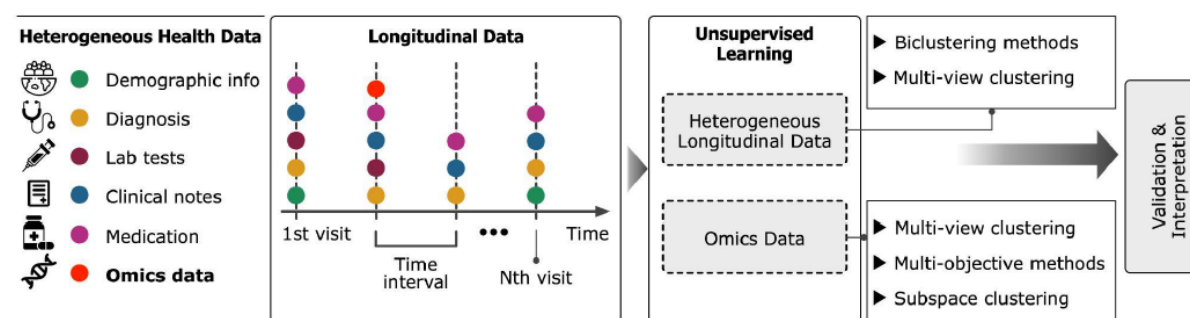 Heterogeneous Health Data
Demographic info
Diagnosis
Lab tests
Clinical notes
Medication
Omics data
Longitudinal Data
1st visit
•••
Time
Time
interval
Nth visit
Unsupervised
Learning
Heterogeneous
Longitudinal Data
Omics Data
▶ Biclustering methods
▶ Multi-view clustering
▶ Multi-view clustering
▶ Multi-objective methods
▶ Subspace clustering
Validation &
Interpretation